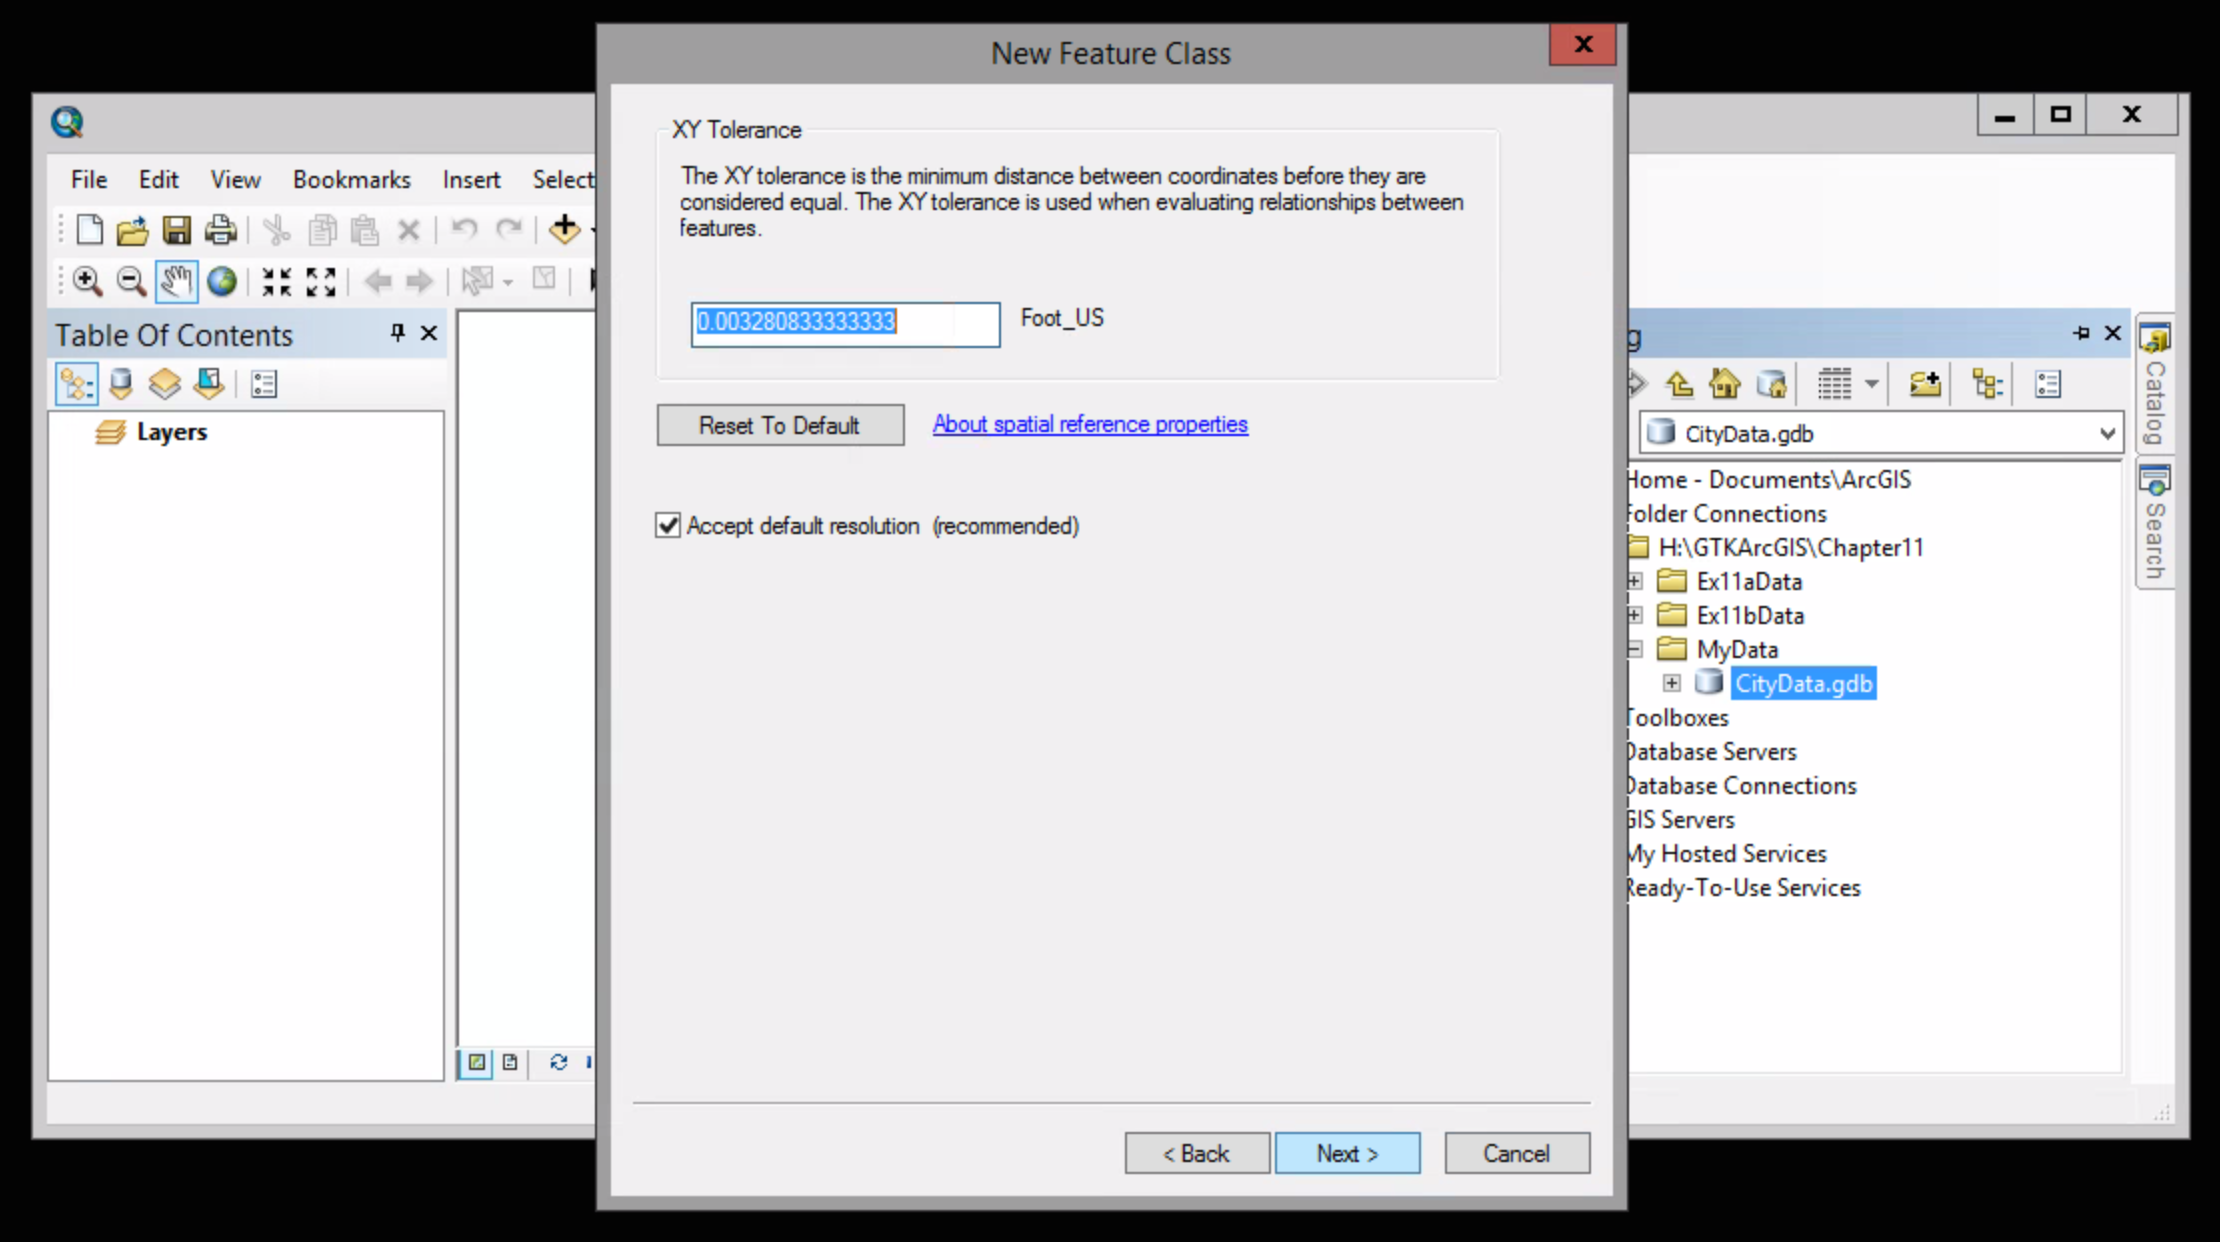 New Feature Class
X
File Edit View Bookmarks Insert Select
Table Of Contents
Layers
XY Tolerance
The XY tolerance is the minimum distance between coordinates before they are
considered equal. The XY tolerance is used when evaluating relationships between
features.
0.003280833333333 Foot_US
Reset To Default About spatial reference properties
Accept default resolution (recommended)
< Back Next > Cancel
g
CityData.gdb
Home - Documents\ArcGIS
Folder Connections
H:\GTKArcGIS\Chapter11
Ex11aData
Ex11bData
MyData
CityData.gdb
Toolboxes
Database Servers
Database Connections
GIS Servers
My Hosted Services
Ready-To-Use Services
Catalog
Search